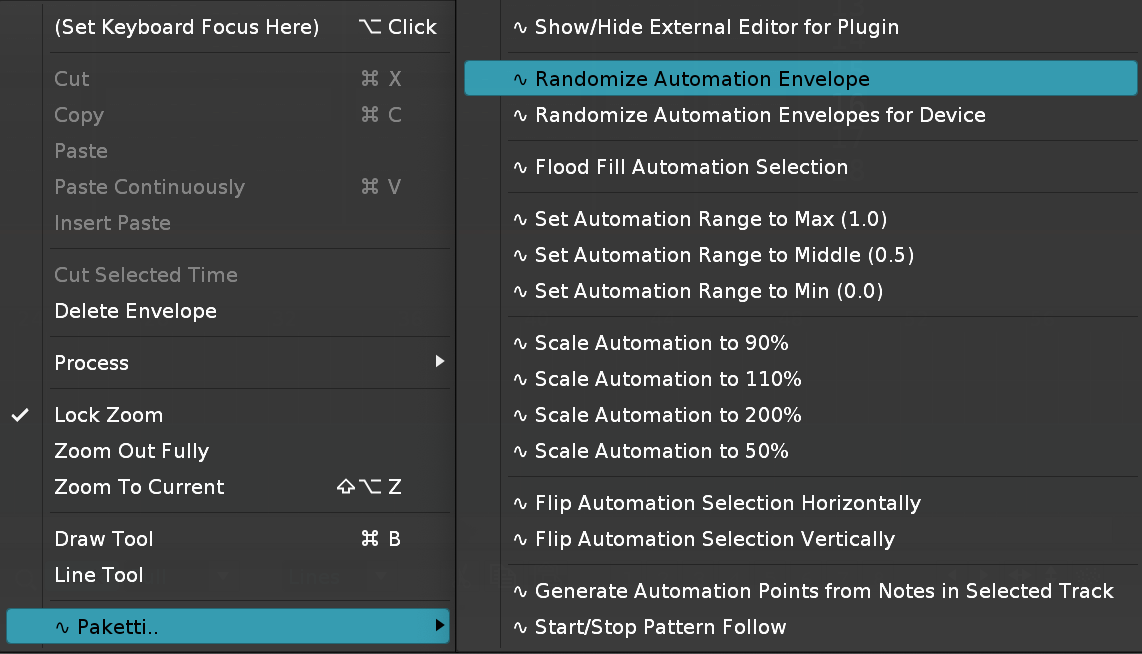 (Set Keyboard Focus Here) ⌥ Click
Cut ⌘ X
Copy ⌘ C
Paste
Paste Continuously ⌘ V
Insert Paste
Cut Selected Time
Delete Envelope
Process
Lock Zoom
Zoom Out Fully
Zoom To Current ⇧⌥ Z
Draw Tool ⌘ B
Line Tool
∿ Paketti..
∿ Show/Hide External Editor for Plugin
∿ Randomize Automation Envelope
∿ Randomize Automation Envelopes for Device
∿ Flood Fill Automation Selection
∿ Set Automation Range to Max (1.0)
∿ Set Automation Range to Middle (0.5)
∿ Set Automation Range to Min (0.0)
∿ Scale Automation to 90%
∿ Scale Automation to 110%
∿ Scale Automation to 200%
∿ Scale Automation to 50%
∿ Flip Automation Selection Horizontally
∿ Flip Automation Selection Vertically
∿ Generate Automation Points from Notes in Selected Track
∿ Start/Stop Pattern Follow